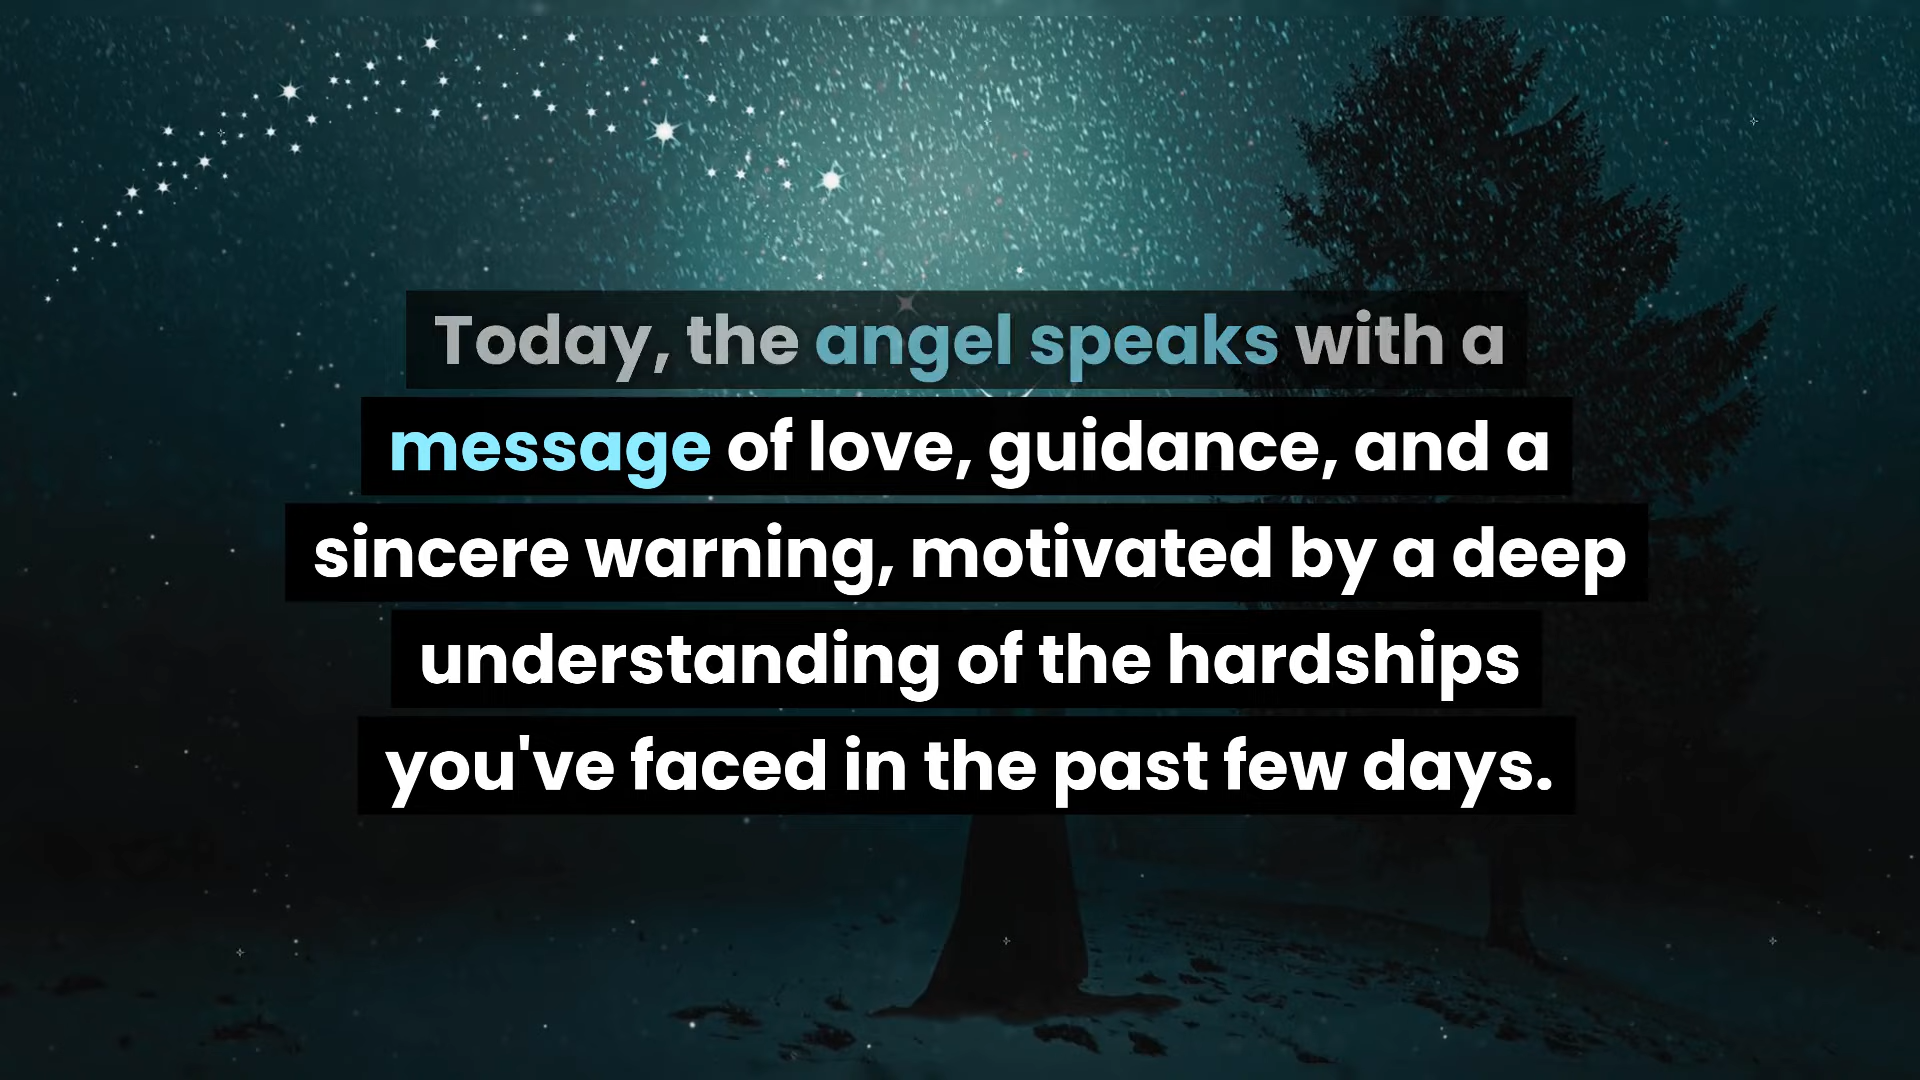 Today, the angel speaks with a
message of love, guidance, and a
sincere warning, motivated by a deep
understanding of the hardships
you've faced in the past few days.